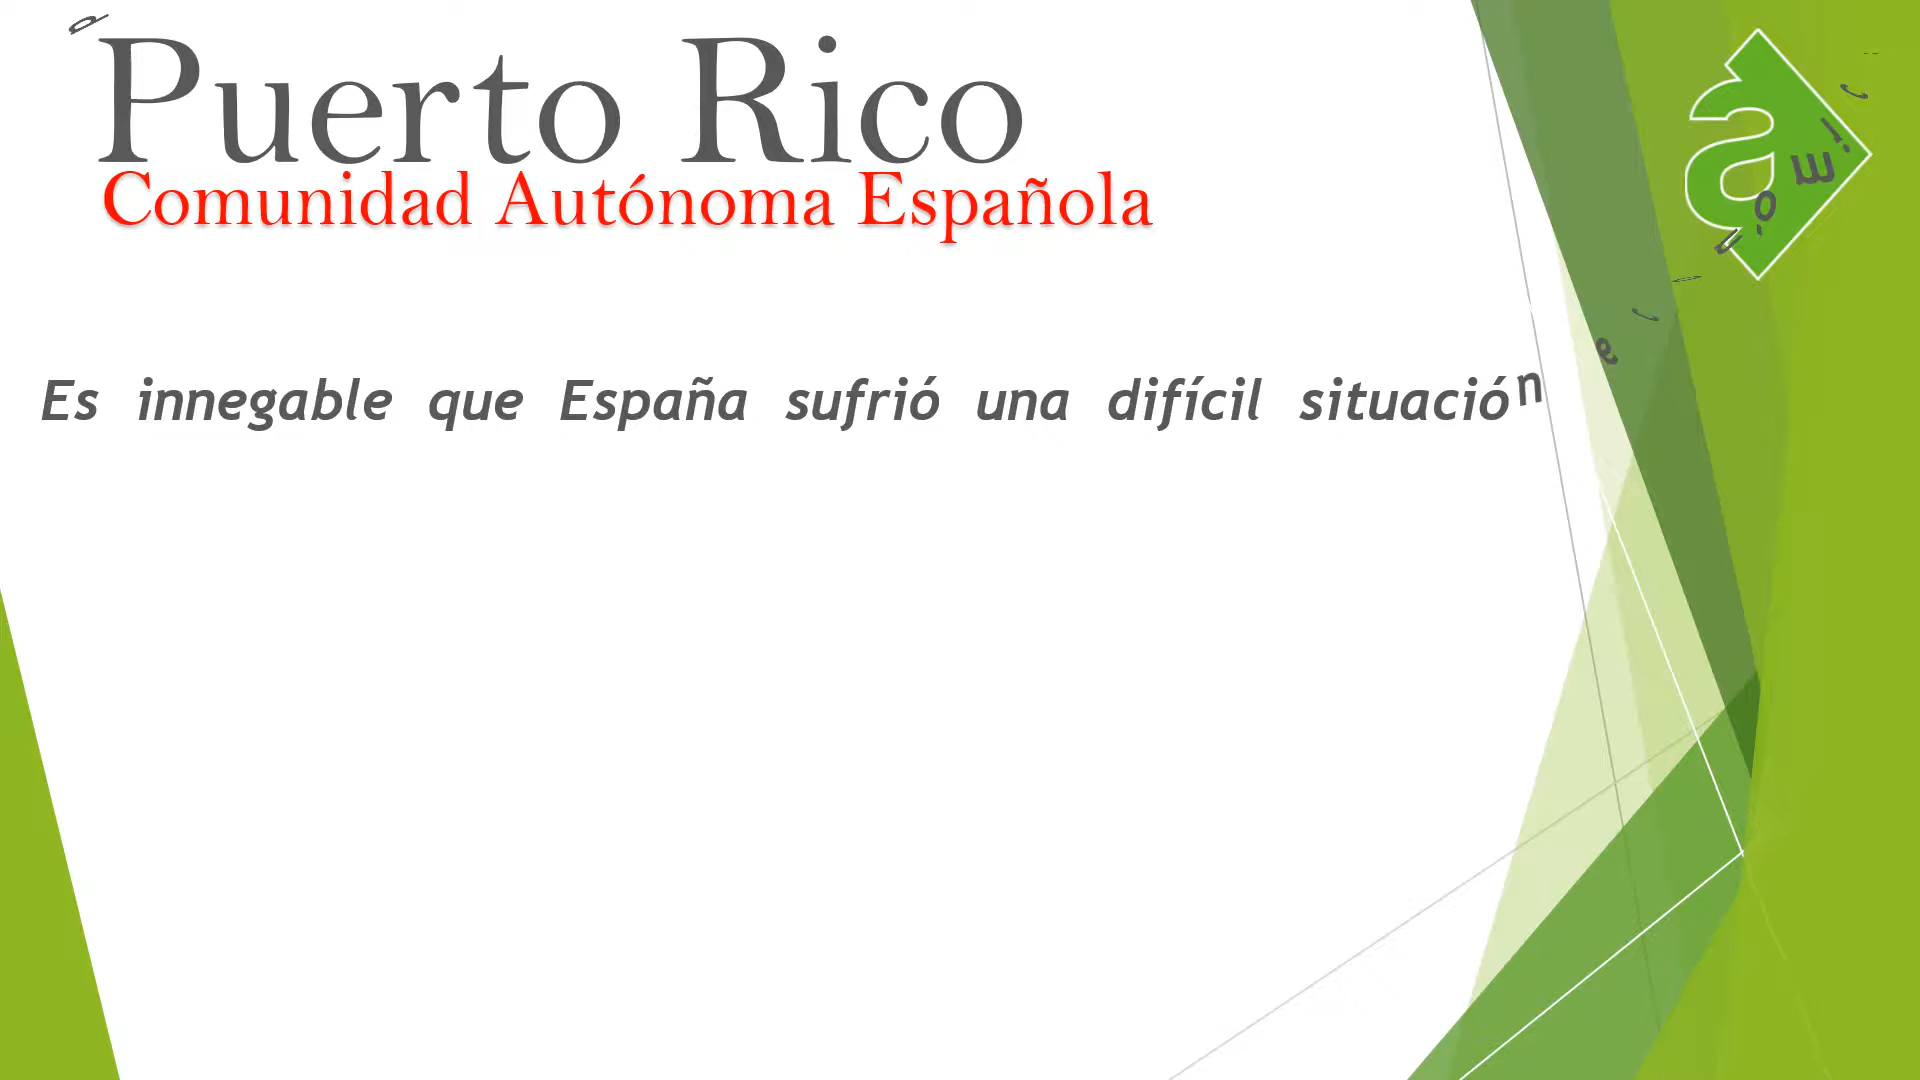 Puerto Rico
Comunidad Autónoma Española
Es innegable que España sufrió una difícil situación